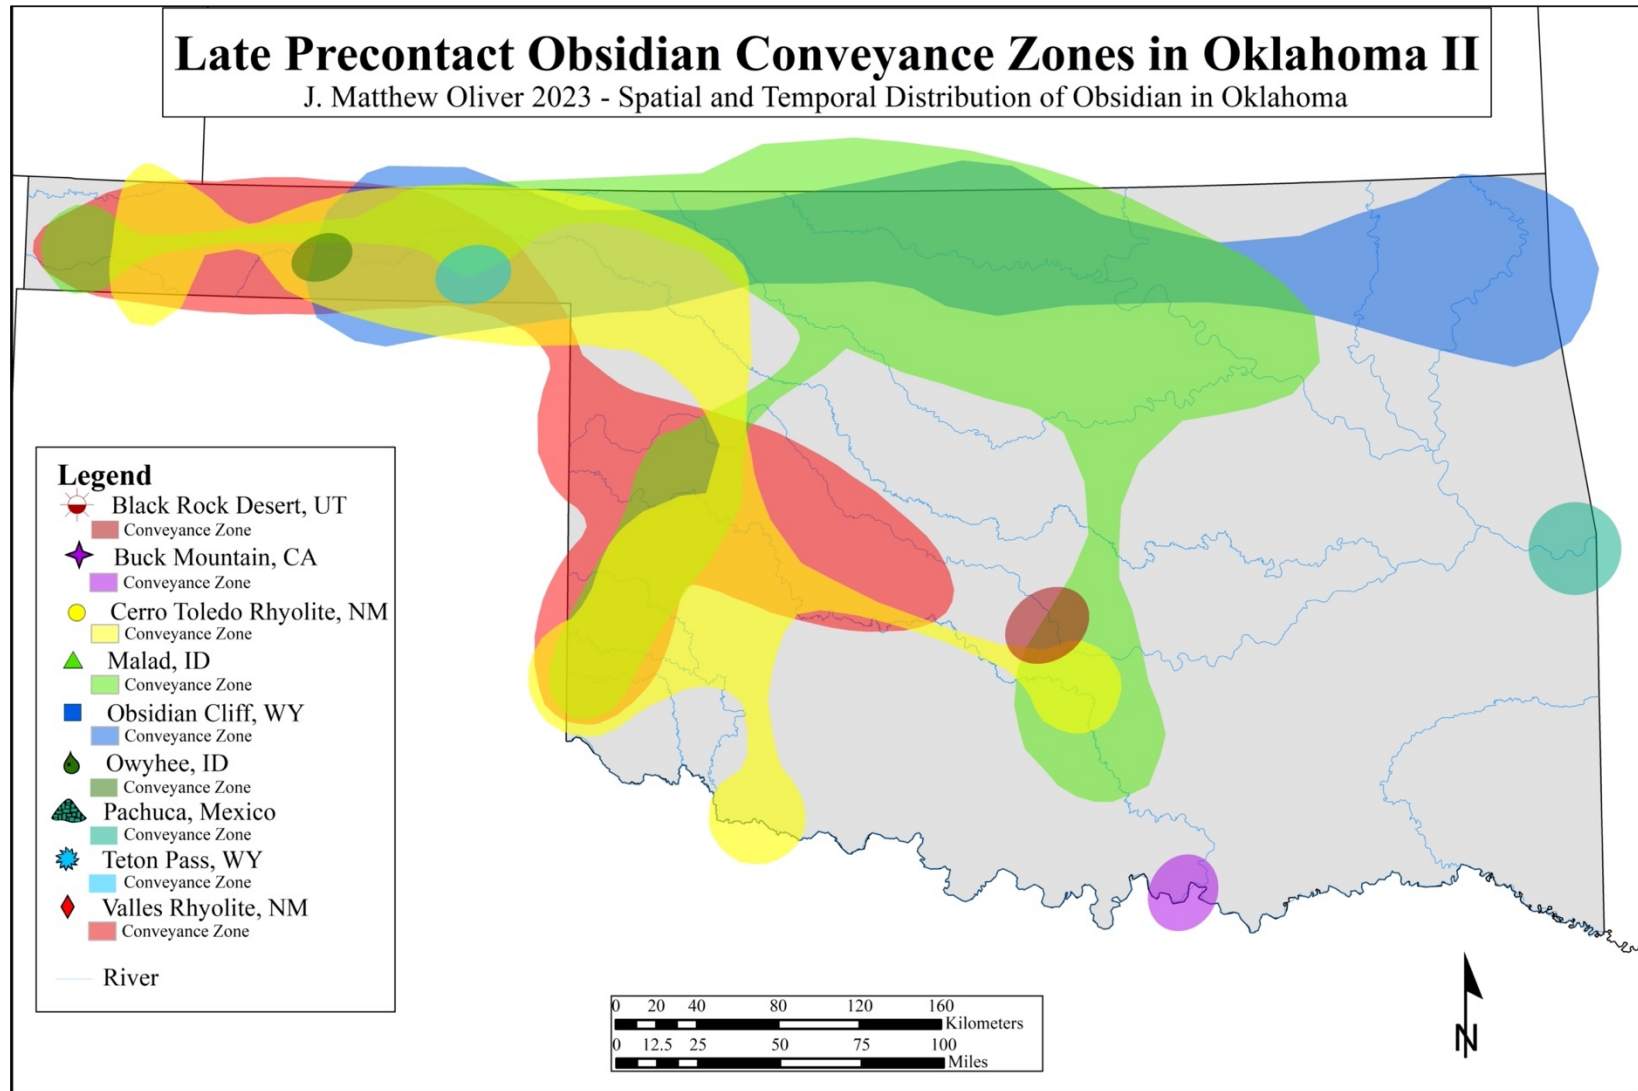 Late Precontact Obsidian Conveyance Zones in Oklahoma II
J. Matthew Oliver 2023 - Spatial and Temporal Distribution of Obsidian in Oklahoma
Legend
Black Rock Desert, UT
Conveyance Zone
Buck Mountain, CA
Conveyance Zone
Cerro Toledo Rhyolite, NM
Conveyance Zone
Malad, ID
Conveyance Zone
Obsidian Cliff, WY
Conveyance Zone
Owyhee, ID
Conveyance Zone
Pachuca, Mexico
Conveyance Zone
Teton Pass, WY
Conveyance Zone
Valles Rhyolite, NM
Conveyance Zone
River
0 20 40 80 120 160
Kilometers
0 12.5 25 50 75 100
Miles
N